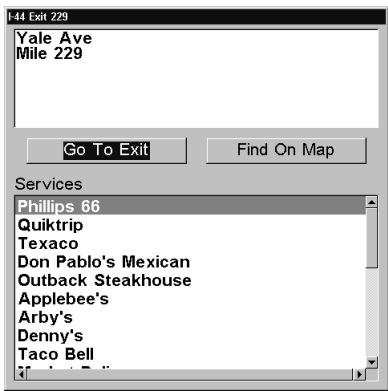 I-44 Exit 229
Yale Ave
Mile 229
Go To Exit
Find On Map
Services
Phillips 66
Quiktrip
Texaco
Don Pablo's Mexican
Outback Steakhouse
Applebee's
Arby's
Denny's
Taco Bell